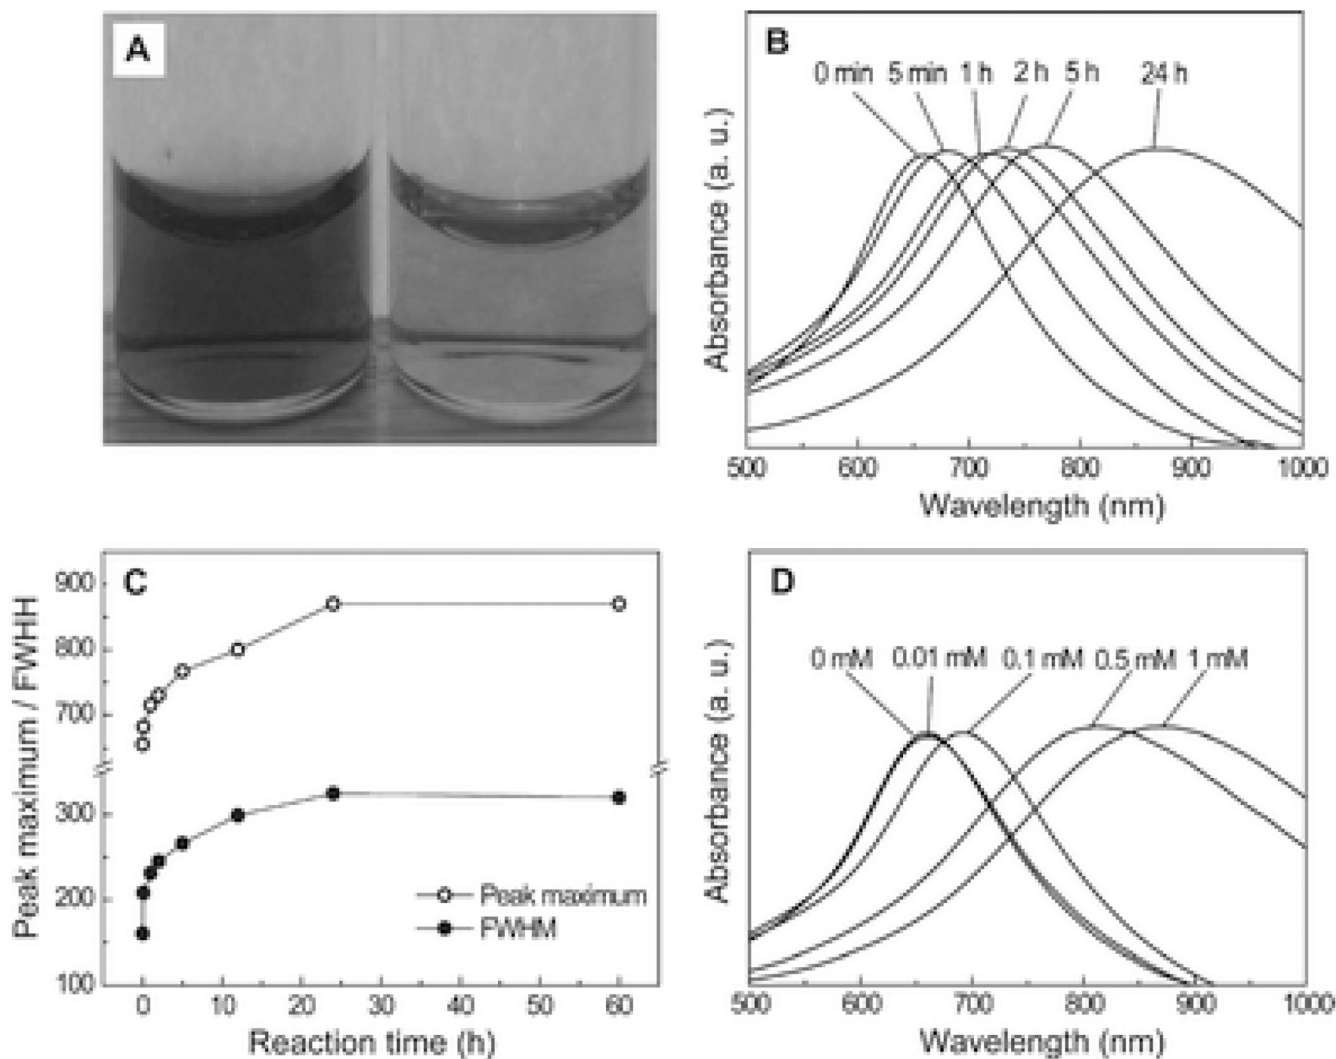 A
B
0 min 5 min 1 h 2 h 5 h 24 h
Absorbance (a. u.)
500 600 700 800 900 1000
Wavelength (nm)
C
900
800
700
300
200
100
Peak maximum / FWHH
Peak maximum
FWHM
0 10 20 30 40 50 60
Reaction time (h)
D
0 mM 0.01 mM 0.1 mM 0.5 mM 1 mM
Absorbance (a. u.)
500 600 700 800 900 1000
Wavelength (nm)